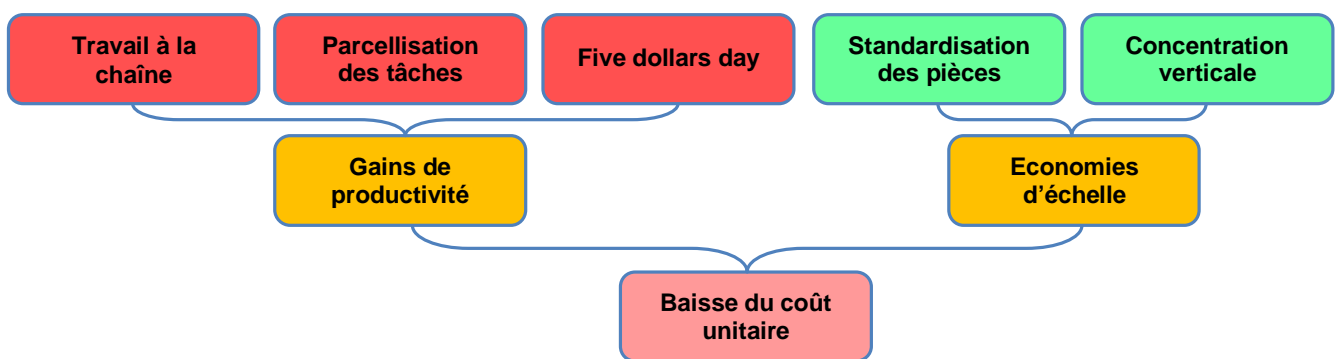 Travail à la
chaîne
Parcellisation
des tâches
Five dollars day
Standardisation
des pièces
Concentration
verticale
Gains de
productivité
Economies
d’échelle
Baisse du coût
unitaire